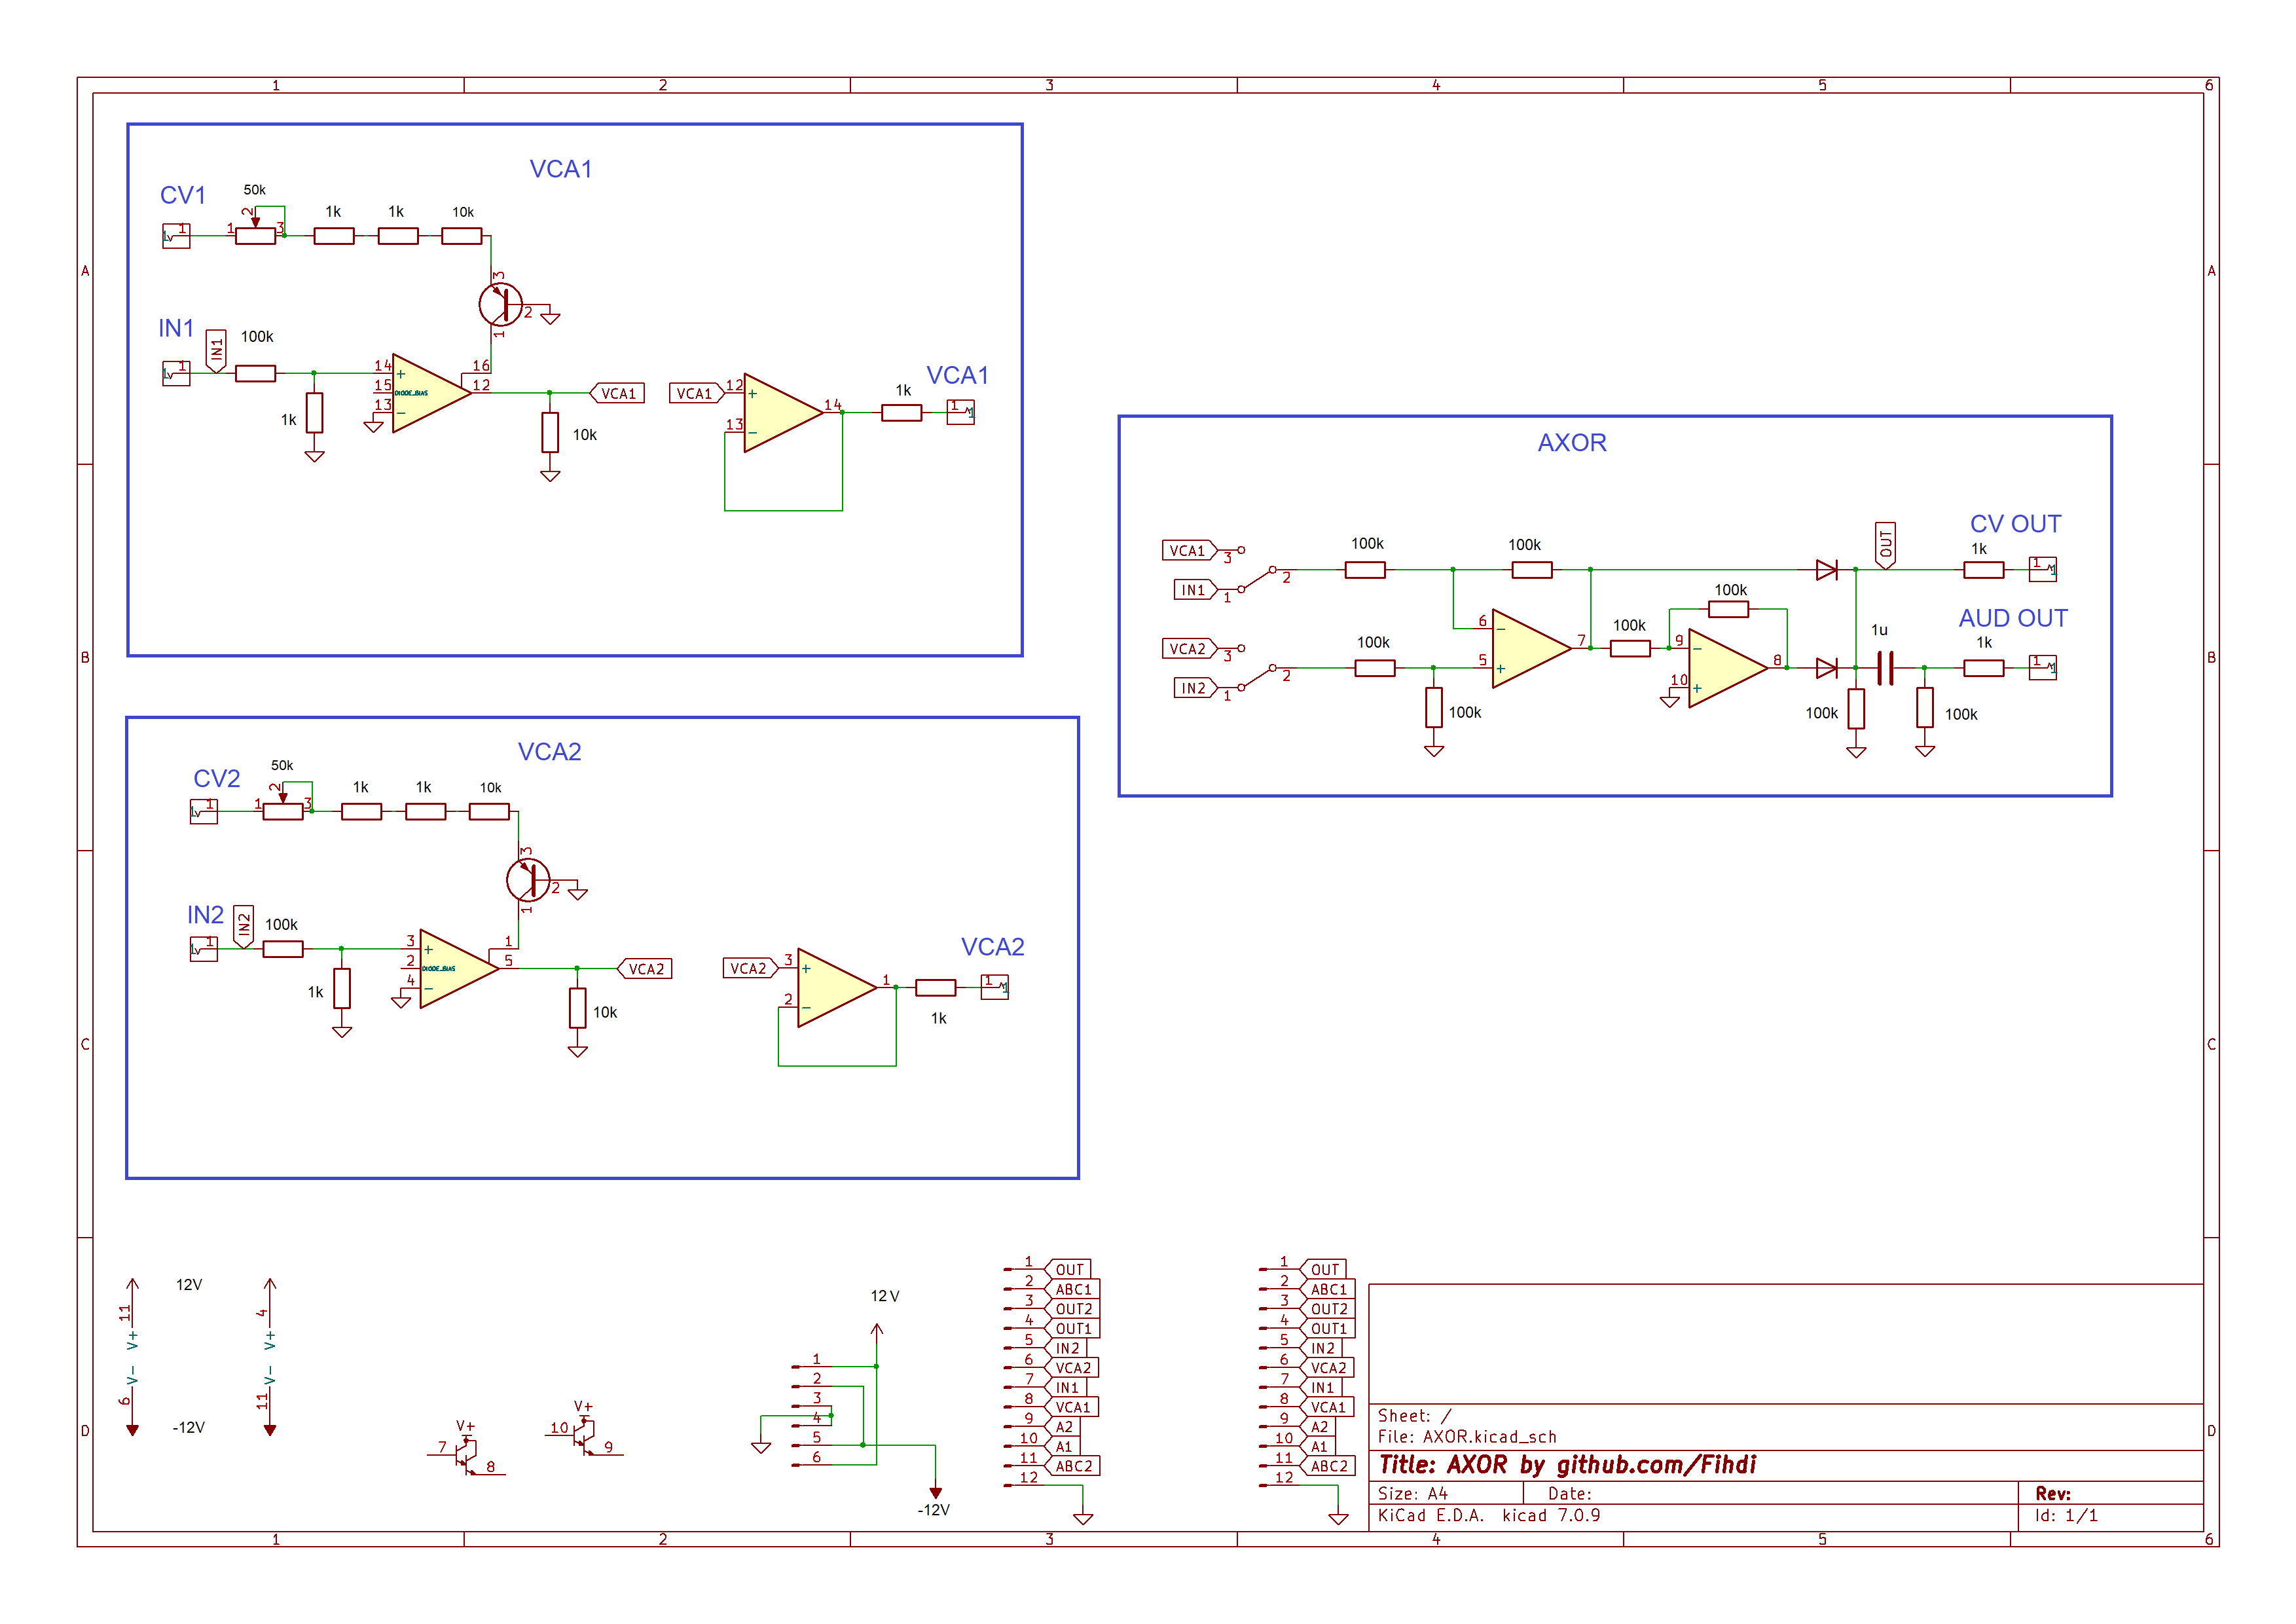 1 2 3 4 5 6
A A
VCA1
CV1
50k
1k 1k 10k
1 2 3
1
3
2
1
IN1
IN1
100k
1
14 + 16
15 DIODE_BIAS 12
13 −
1k
10k
VCA1
VCA1
12 +
13 −
14
1k
VCA1
1
AXOR
VCA1 3
IN1 1
2
100k 100k
VCA2 3
IN2 1
2
100k
100k
6 −
5 +
7
100k
100k
9 −
10 +
8
OUT
CV OUT
1k
1
AUD OUT
1u
1k
1
100k
100k
B B
VCA2
CV2
50k
1k 1k 10k
1 2 3
1
3
2
1
IN2
IN2
100k
1
3 + 1
2 DIODE_BIAS 5
4 −
1k
10k
VCA2
VCA2
3 +
2 −
1
1k
VCA2
1
C C
12V
11 V+
V- 6
-12V
4 V+
V- 11
V+
7 8
V+
10 9
12 V
1
2
3
4
5
6
-12V
1 OUT
2 ABC1
3 OUT2
4 OUT1
5 IN2
6 VCA2
7 IN1
8 VCA1
9 A2
10 A1
11 ABC2
12
1 OUT
2 ABC1
3 OUT2
4 OUT1
5 IN2
6 VCA2
7 IN1
8 VCA1
9 A2
10 A1
11 ABC2
12
D D
Sheet: /
File: AXOR.kicad_sch
Title: AXOR by github.com/Fihdi
Size: A4 Date: Rev:
KiCad E.D.A. kicad 7.0.9 Id: 1/1
1 2 3 4 5 6